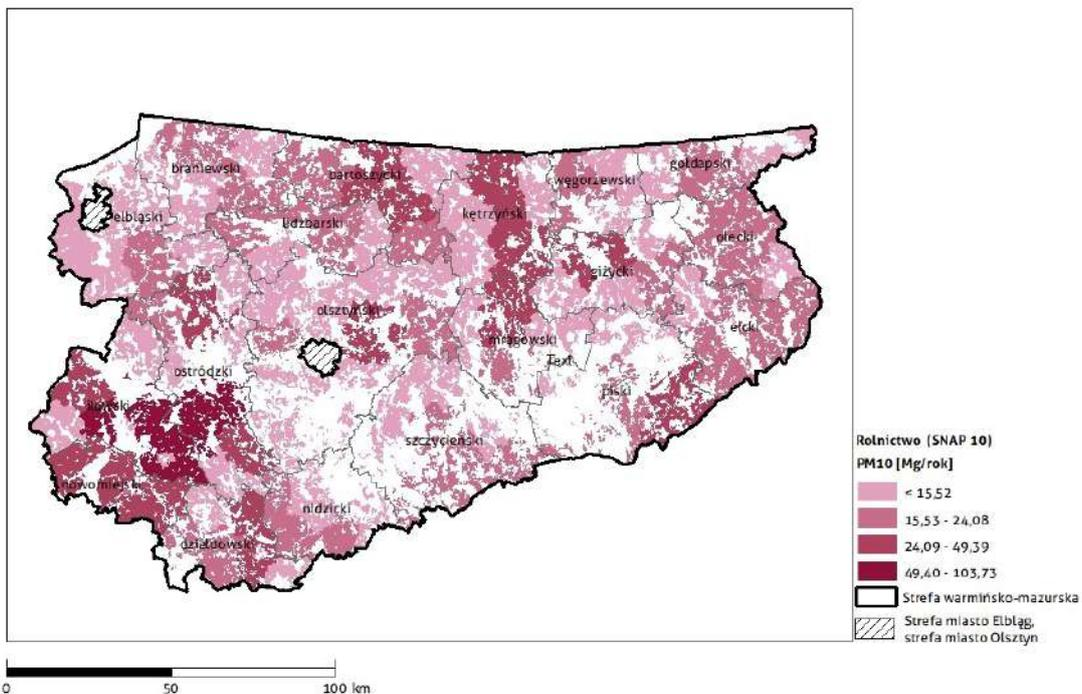 braniewski
bartoszycki
gołdapski
węgorzewski
elbląski
lidzbarski
kętrzyński
olecki
giżycki
olsztyński
ełcki
mrągowski
Text
ostródzki
piski
iławski
szczycieński
nowomiejski
nidzicki
działdowski
Rolnictwo (SNAP 10)
PM10 [Mg/rok]
< 15,52
15,53 - 24,08
24,09 - 49,39
49,40 - 103,73
Strefa warmińsko-mazurska
Strefa miasto Elbląg,
strefa miasto Olsztyn
0 50 100 km